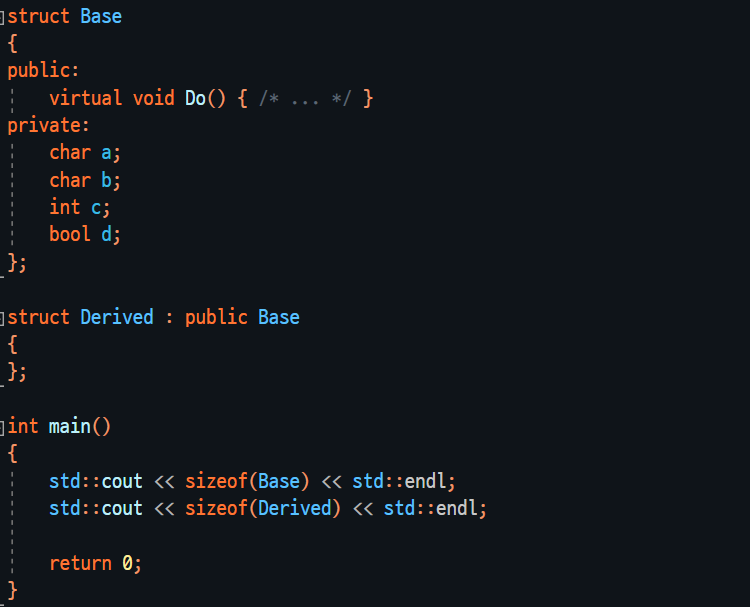 struct Base
{
public:
    virtual void Do() { /* ... */ }
private:
    char a;
    char b;
    int c;
    bool d;
};

struct Derived : public Base
{
};

int main()
{
    std::cout << sizeof(Base) << std::endl;
    std::cout << sizeof(Derived) << std::endl;

    return 0;
}